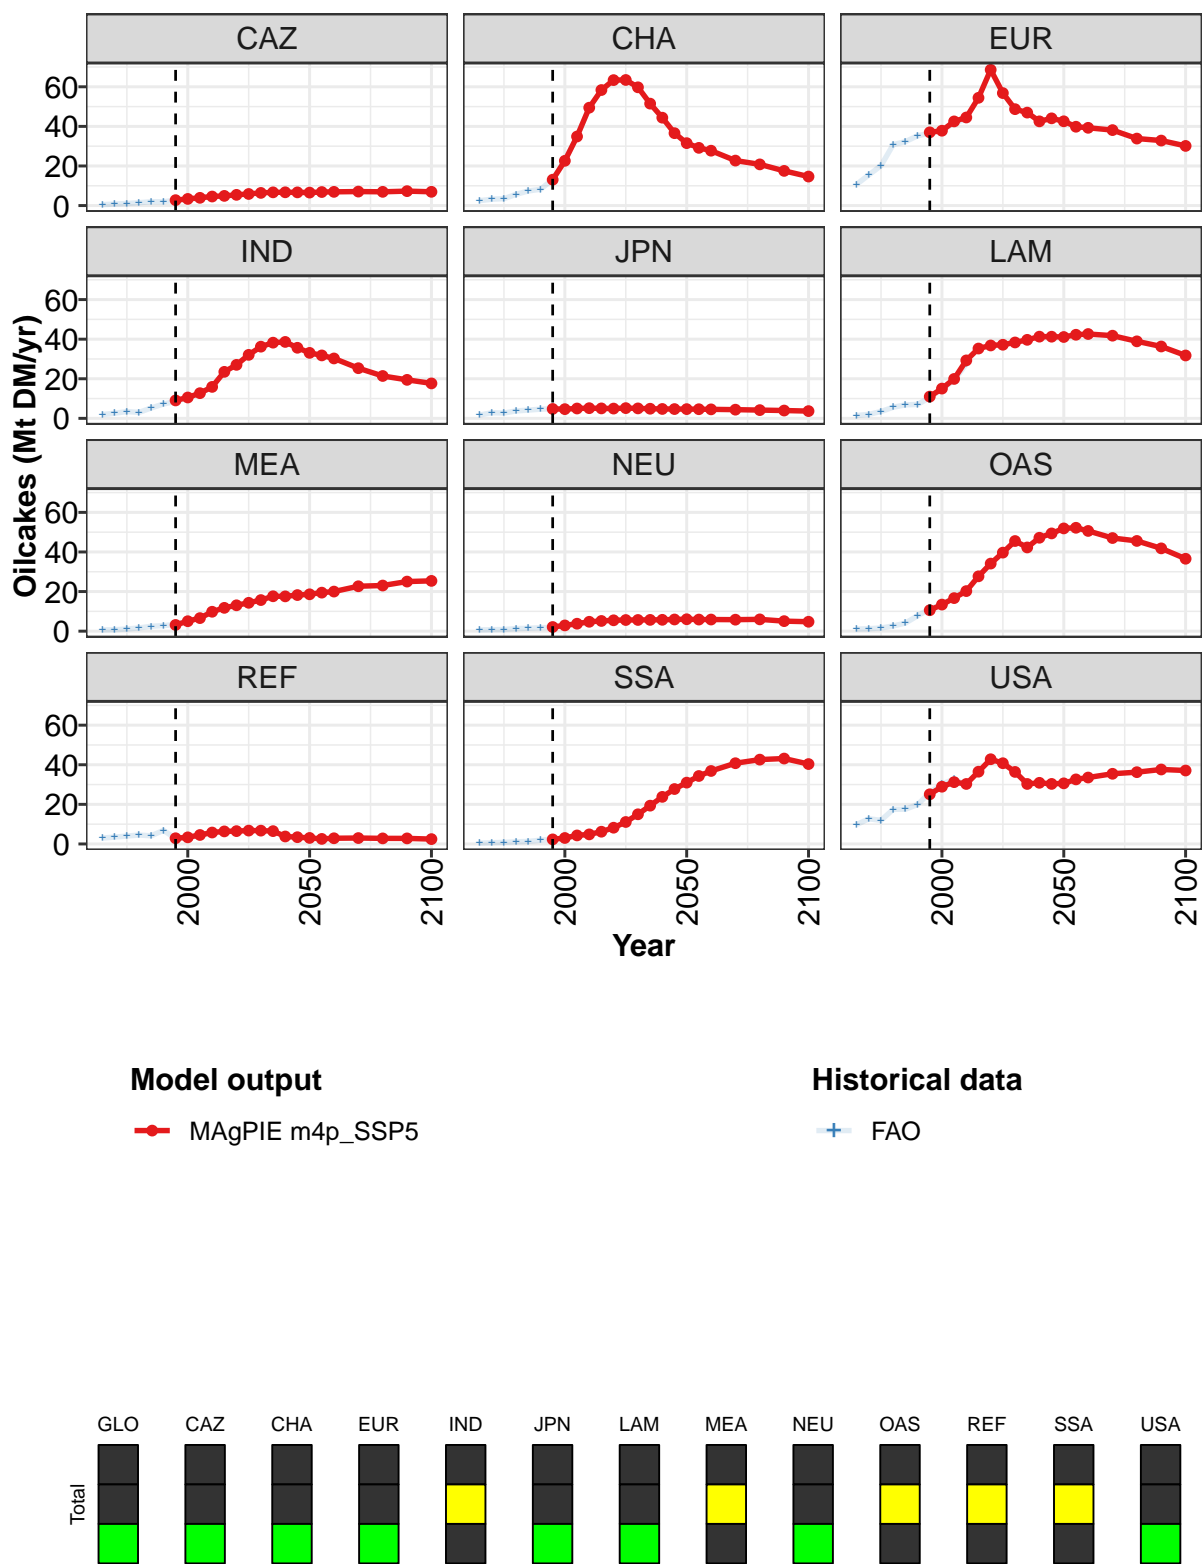 CAZ CHA EUR
60
40
20
0
IND JPN LAM
60
40
20
0
MEA NEU OAS
60
40
20
0
REF SSA USA
60
40
20
0
Oilcakes (Mt DM/yr)
2000 2050 2100 2000 2050 2100 2000 2050 2100
Year
Model output Historical data
MAgPIE m4p_SSP5 FAO
GLO CAZ CHA EUR IND JPN LAM MEA NEU OAS REF SSA USA
Total